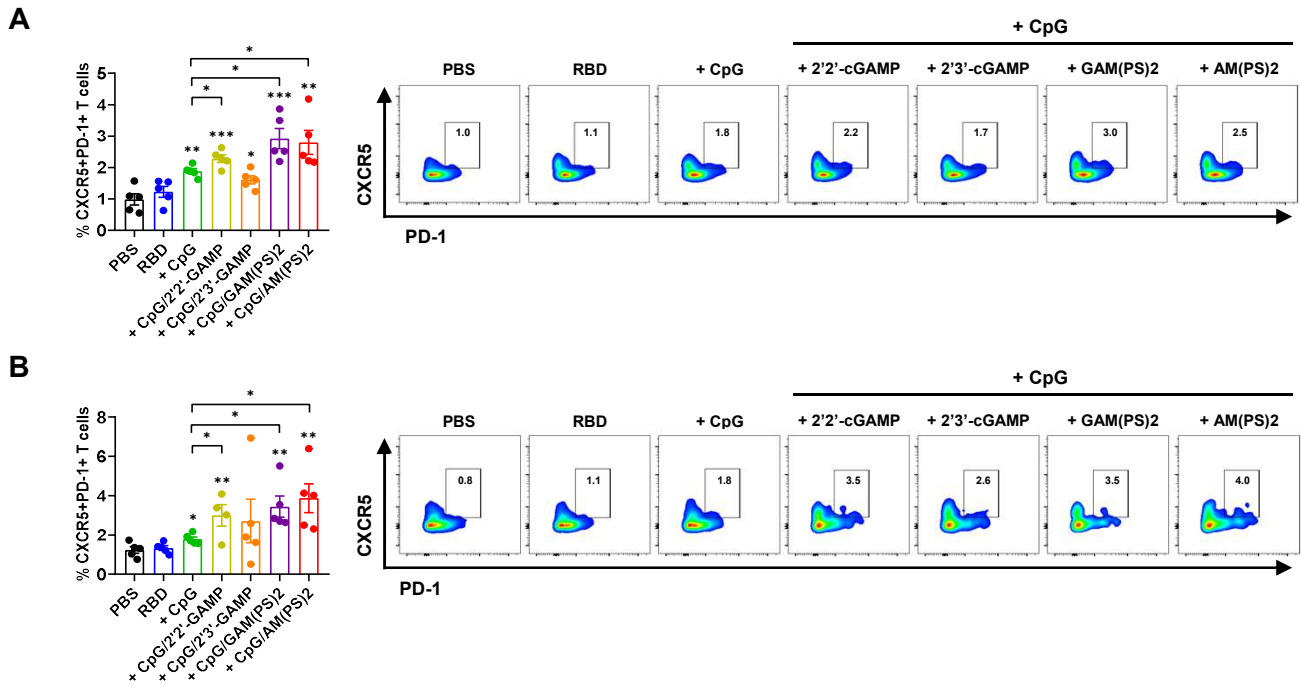 A
+ CpG
PBS
RBD
+ CpG
+ 2'2'-cGAMP
+ 2'3'-cGAMP
+ GAM(PS)2
+ AM(PS)2
% CXCR5+PD-1+ T cells
5
4
3
2
1
0
*
*
*
**
***
*
***
**
PBS
RBD
+ CpG
+ CpG/2'2'-GAMP
+ CpG/2'3'-GAMP
+ CpG/GAM(PS)2
+ CpG/AM(PS)2
CXCR5
1.0
1.1
1.8
2.2
1.7
3.0
2.5
PD-1
B
+ CpG
PBS
RBD
+ CpG
+ 2'2'-cGAMP
+ 2'3'-cGAMP
+ GAM(PS)2
+ AM(PS)2
% CXCR5+PD-1+ T cells
8
6
4
2
0
*
*
*
*
**
**
**
PBS
RBD
+ CpG
+ CpG/2'2'-GAMP
+ CpG/2'3'-GAMP
+ CpG/GAM(PS)2
+ CpG/AM(PS)2
CXCR5
0.8
1.1
1.8
3.5
2.6
3.5
4.0
PD-1